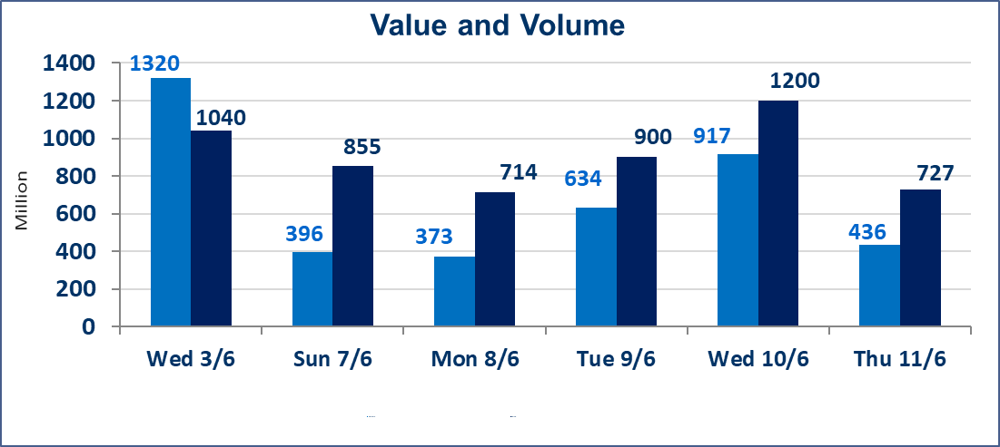 Value and Volume
1400
1200
1000
800
600
400
200
0
Million
1320
1040
396
855
373
714
634
900
917
1200
436
727
Wed 3/6
Sun 7/6
Mon 8/6
Tue 9/6
Wed 10/6
Thu 11/6